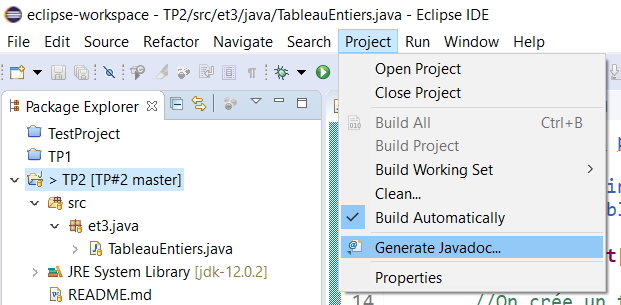 eclipse-workspace - TP2/src/et3/java/TableauEntiers.java - Eclipse IDE
File Edit Source Refactor Navigate Search Project Run Window Help
Package Explorer
TestProject
TP1
> TP2 [TP#2 master]
src
et3.java
TableauEntiers.java
JRE System Library [jdk-12.0.2]
README.md
Open Project
Close Project
Build All Ctrl+B
Build Project
Build Working Set
Clean...
Build Automatically
Generate Javadoc...
Properties
14 //On crée un